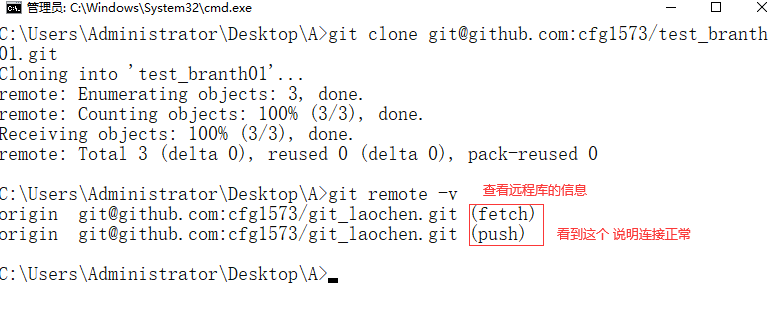 管理员: C:\Windows\System32\cmd.exe
C:\Users\Administrator\Desktop\A>git clone git@github.com:cfg1573/test_branth
01.git
Cloning into 'test_branth01'...
remote: Enumerating objects: 3, done.
remote: Counting objects: 100% (3/3), done.
Receiving objects: 100% (3/3), done.
remote: Total 3 (delta 0), reused 0 (delta 0), pack-reused 0
C:\Users\Administrator\Desktop\A>git remote -v 查看远程库的信息
origin  git@github.com:cfg1573/git_laochen.git (fetch)
origin  git@github.com:cfg1573/git_laochen.git (push) 看到这个 说明连接正常
C:\Users\Administrator\Desktop\A>